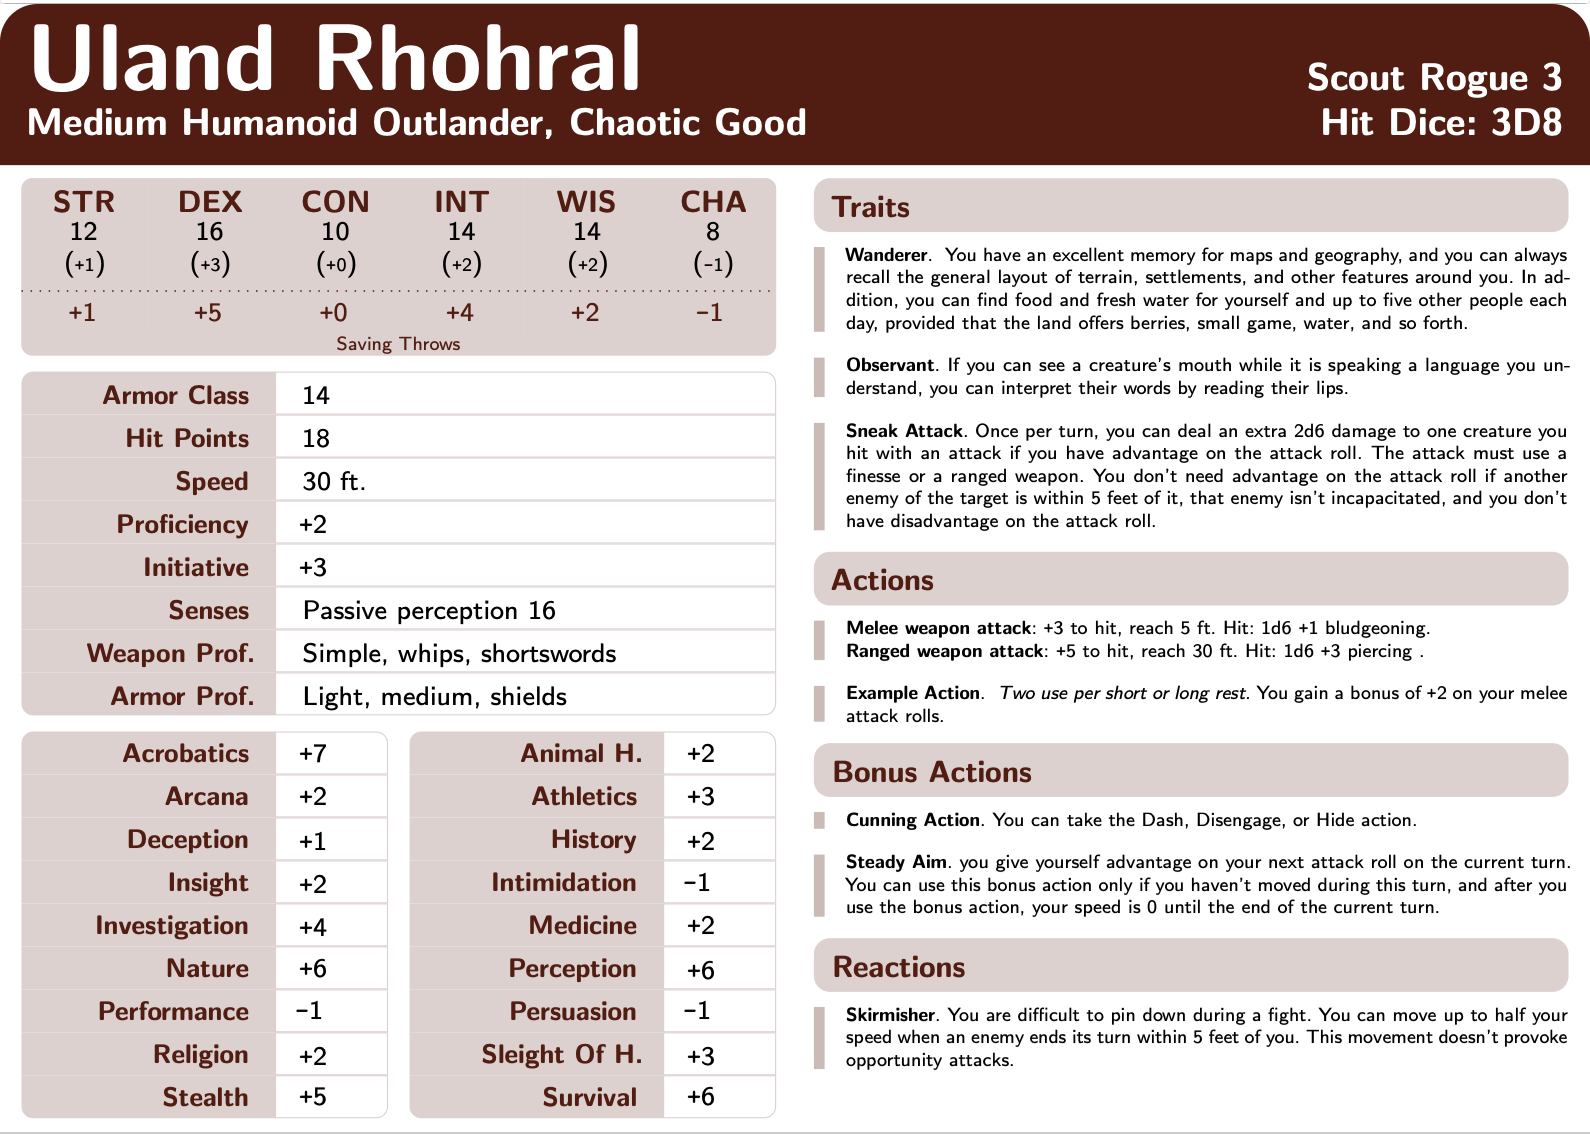 Uland Rhohral
Medium Humanoid Outlander, Chaotic Good
Scout Rogue 3
Hit Dice: 3D8
STR DEX CON INT WIS CHA
12 16 10 14 14 8
(+1) (+3) (+0) (+2) (+2) (−1)
+1 +5 +0 +4 +2 −1
Saving Throws
Armor Class 14
Hit Points 18
Speed 30 ft.
Proficiency +2
Initiative +3
Senses Passive perception 16
Weapon Prof. Simple, whips, shortswords
Armor Prof. Light, medium, shields
Acrobatics +7
Arcana +2
Deception +1
Insight +2
Investigation +4
Nature +6
Performance −1
Religion +2
Stealth +5
Animal H. +2
Athletics +3
History +2
Intimidation −1
Medicine +2
Perception +6
Persuasion −1
Sleight Of H. +3
Survival +6
Traits
Wanderer. You have an excellent memory for maps and geography, and you can always
recall the general layout of terrain, settlements, and other features around you. In ad-
dition, you can find food and fresh water for yourself and up to five other people each
day, provided that the land offers berries, small game, water, and so forth.
Observant. If you can see a creature's mouth while it is speaking a language you un-
derstand, you can interpret their words by reading their lips.
Sneak Attack. Once per turn, you can deal an extra 2d6 damage to one creature you
hit with an attack if you have advantage on the attack roll. The attack must use a
finesse or a ranged weapon. You don't need advantage on the attack roll if another
enemy of the target is within 5 feet of it, that enemy isn't incapacitated, and you don't
have disadvantage on the attack roll.
Actions
Melee weapon attack: +3 to hit, reach 5 ft. Hit: 1d6 +1 bludgeoning.
Ranged weapon attack: +5 to hit, reach 30 ft. Hit: 1d6 +3 piercing .
Example Action. Two use per short or long rest. You gain a bonus of +2 on your melee
attack rolls.
Bonus Actions
Cunning Action. You can take the Dash, Disengage, or Hide action.
Steady Aim. you give yourself advantage on your next attack roll on the current turn.
You can use this bonus action only if you haven't moved during this turn, and after you
use the bonus action, your speed is 0 until the end of the current turn.
Reactions
Skirmisher. You are difficult to pin down during a fight. You can move up to half your
speed when an enemy ends its turn within 5 feet of you. This movement doesn't provoke
opportunity attacks.